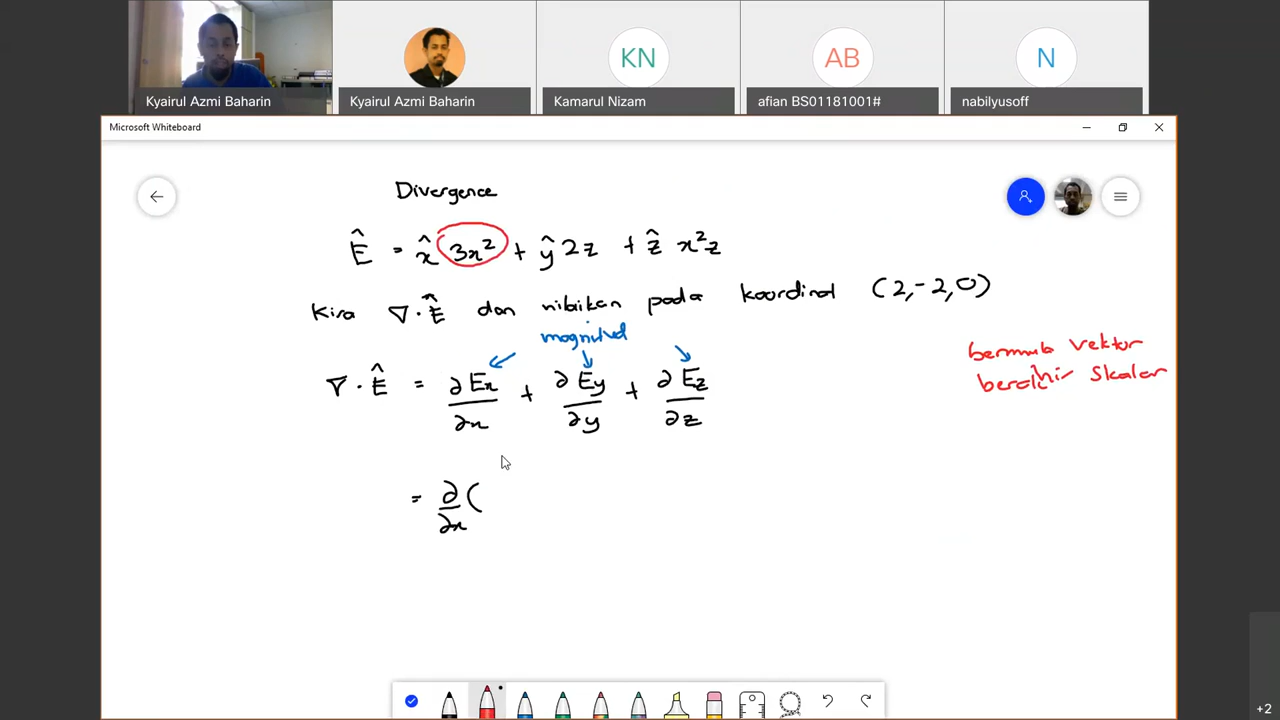 KN
AB
N
Kyairul Azmi Baharin
Kyairul Azmi Baharin
Kamarul Nizam
afian BS01181001#
nabilyusoff
Microsoft Whiteboard
Divergence
Ê = x̂ 3x² + ŷ 2z + ẑ x²z
Kira ∇·Ê dan nilaikan pada koordinat (2,-2,0)
magnitud
bermula vektor
berakhir skalar
∇·Ê = ∂Ex/∂x + ∂Ey/∂y + ∂Ez/∂z
= ∂/∂x (
+2